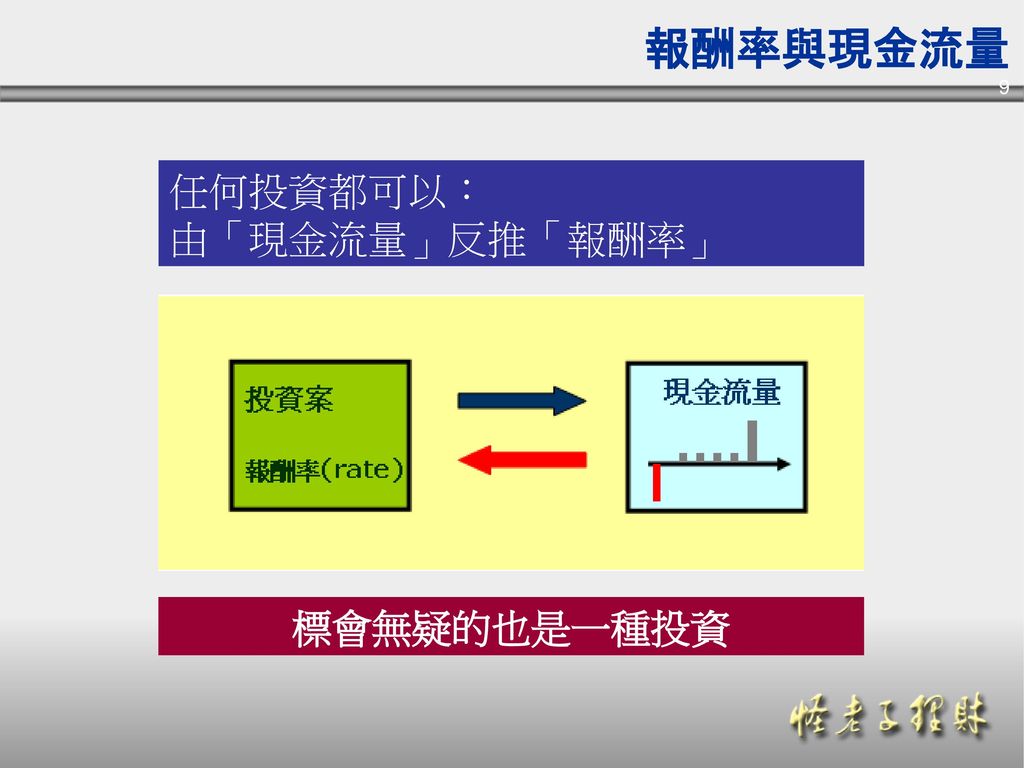 報酬率與現金流量
9
任何投資都可以：
由「現金流量」反推「報酬率」
投資案
報酬率(rate)
現金流量
標會無疑的也是一種投資
怪老子理財